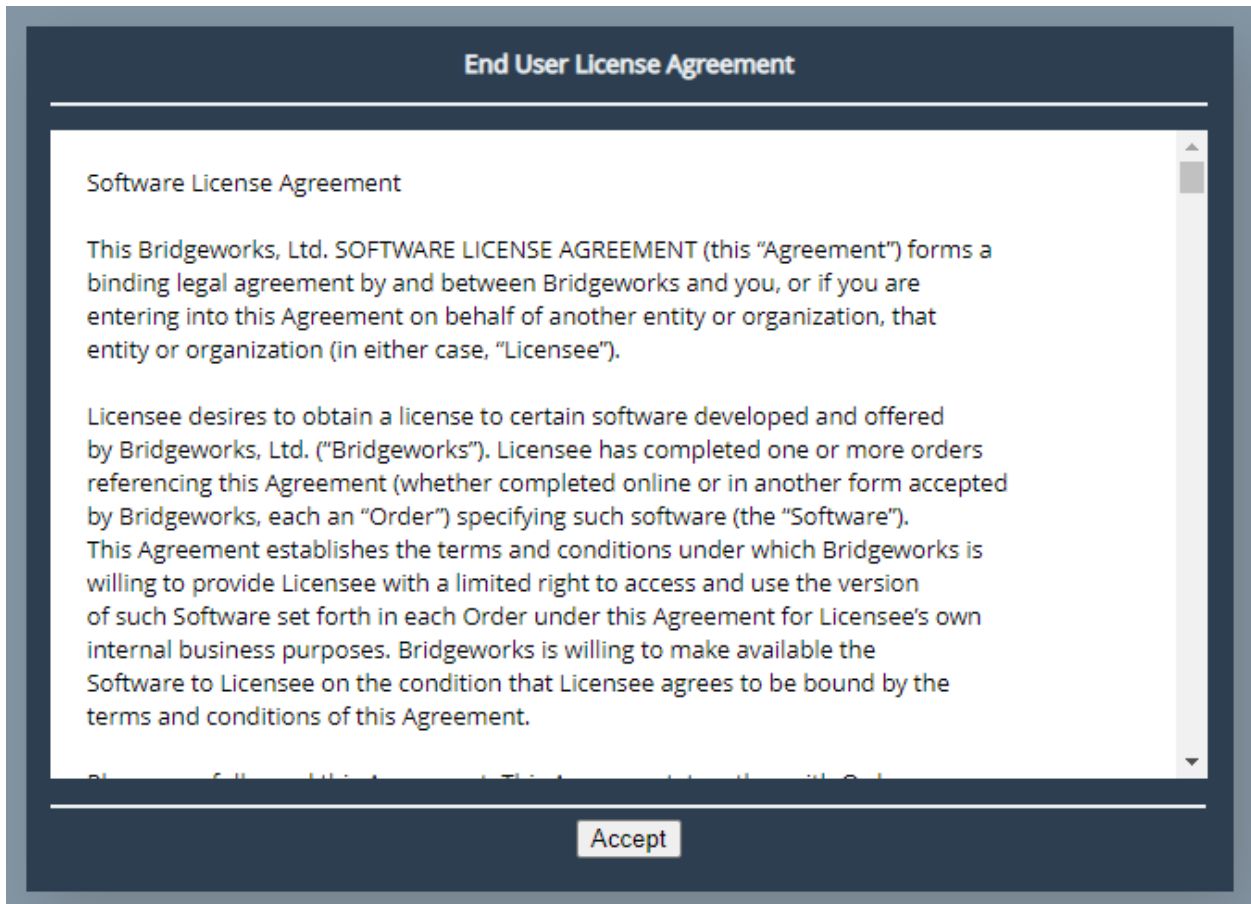 End User License Agreement
Software License Agreement
This Bridgeworks, Ltd. SOFTWARE LICENSE AGREEMENT (this “Agreement”) forms a
binding legal agreement by and between Bridgeworks and you, or if you are
entering into this Agreement on behalf of another entity or organization, that
entity or organization (in either case, “Licensee”).
Licensee desires to obtain a license to certain software developed and offered
by Bridgeworks, Ltd. (“Bridgeworks”). Licensee has completed one or more orders
referencing this Agreement (whether completed online or in another form accepted
by Bridgeworks, each an “Order”) specifying such software (the “Software”).
This Agreement establishes the terms and conditions under which Bridgeworks is
willing to provide Licensee with a limited right to access and use the version
of such Software set forth in each Order under this Agreement for Licensee’s own
internal business purposes. Bridgeworks is willing to make available the
Software to Licensee on the condition that Licensee agrees to be bound by the
terms and conditions of this Agreement.
Accept